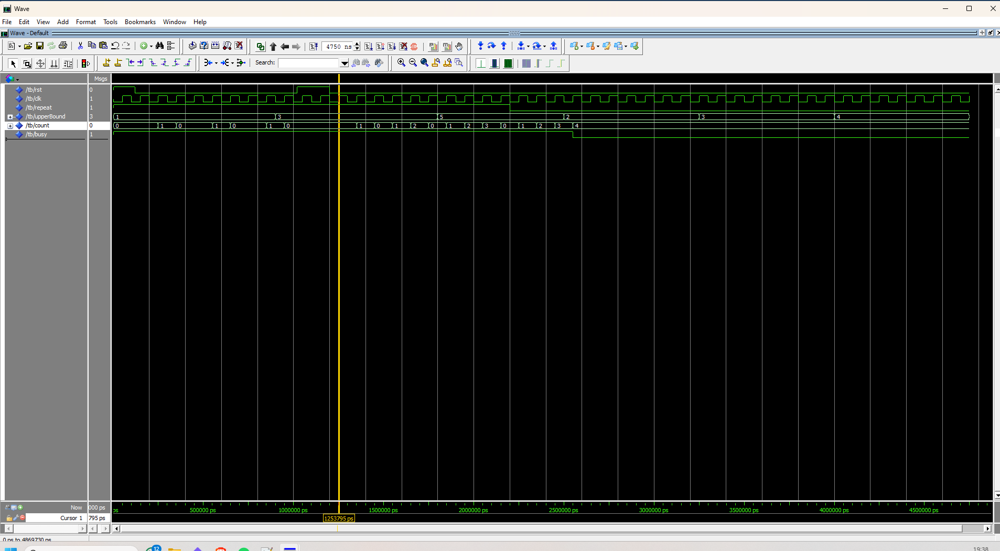 Wave
File Edit View Add Format Tools Bookmarks Window Help
Wave - Default
4750 ns
Search:
Msgs
/tb/rst 0
/tb/clk 1
/tb/repeat 1
/tb/upperBound 3 1 3 5 2 3 4
/tb/count 0 0 1 0 1 0 1 0 1 0 1 2 0 1 2 3 0 1 2 3 4
/tb/busy 1
Now 000 ps ps 500000 ps 1000000 ps 1500000 ps 2000000 ps 2500000 ps 3000000 ps 3500000 ps 4000000 ps 4500000 ps
Cursor 1 795 ps 1253795 ps
0 ps to 4869730 ps
12
19:38